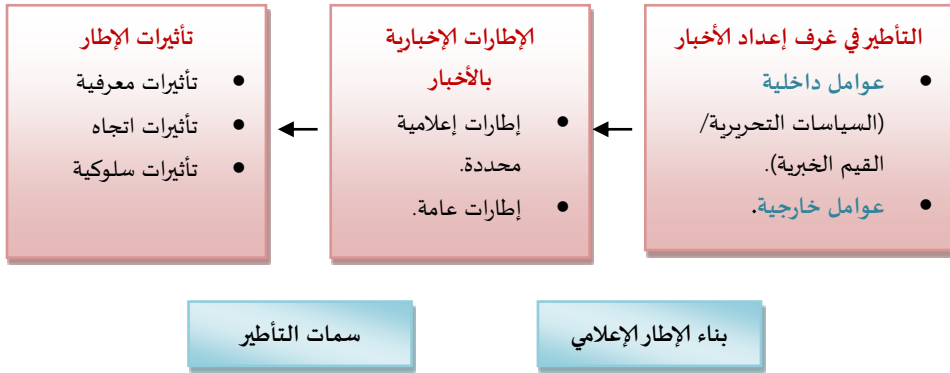 التأطير في غرف إعداد الأخبار
• عوامل داخلية
(السياسات التحريرية/
القيم الخبرية).
• عوامل خارجية.
الإطارات الإخبارية
بالأخبار
• إطارات إعلامية
محددة.
• إطارات عامة.
تأثيرات الإطار
• تأثيرات معرفية
• تأثيرات اتجاه
• تأثيرات سلوكية
بناء الإطار الإعلامي
سمات التأطير